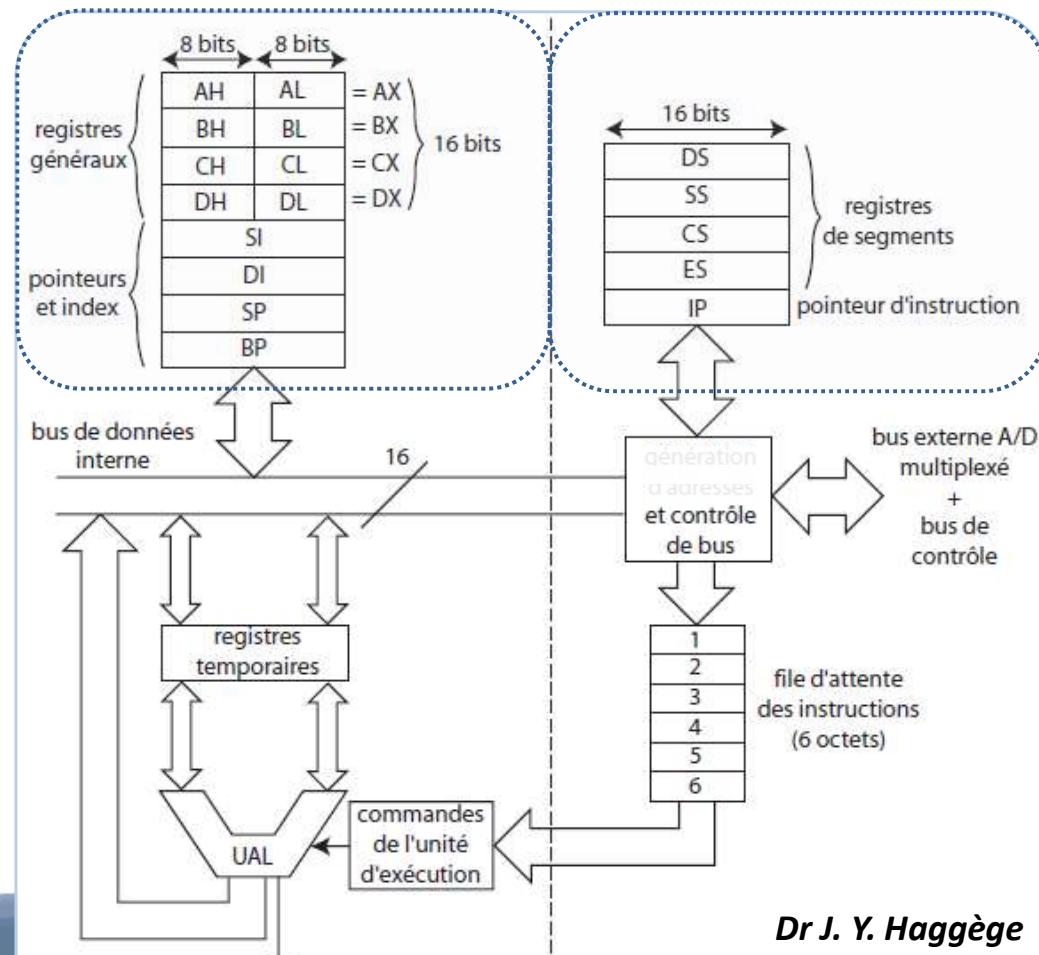 8 bits 8 bits
AH AL = AX
BH BL = BX
CH CL = CX
DH DL = DX
registres
généraux
16 bits
SI
DI
SP
BP
pointeurs
et index
16 bits
DS
SS
CS
ES
IP
registres
de segments
pointeur d'instruction
bus de données
interne
16
génération
d'adresses
et contrôle
de bus
bus externe A/D
multiplexé
+
bus de
contrôle
registres
temporaires
1
2
3
4
5
6
file d'attente
des instructions
(6 octets)
UAL
commandes
de l'unité
d'exécution
Dr J. Y. Haggège